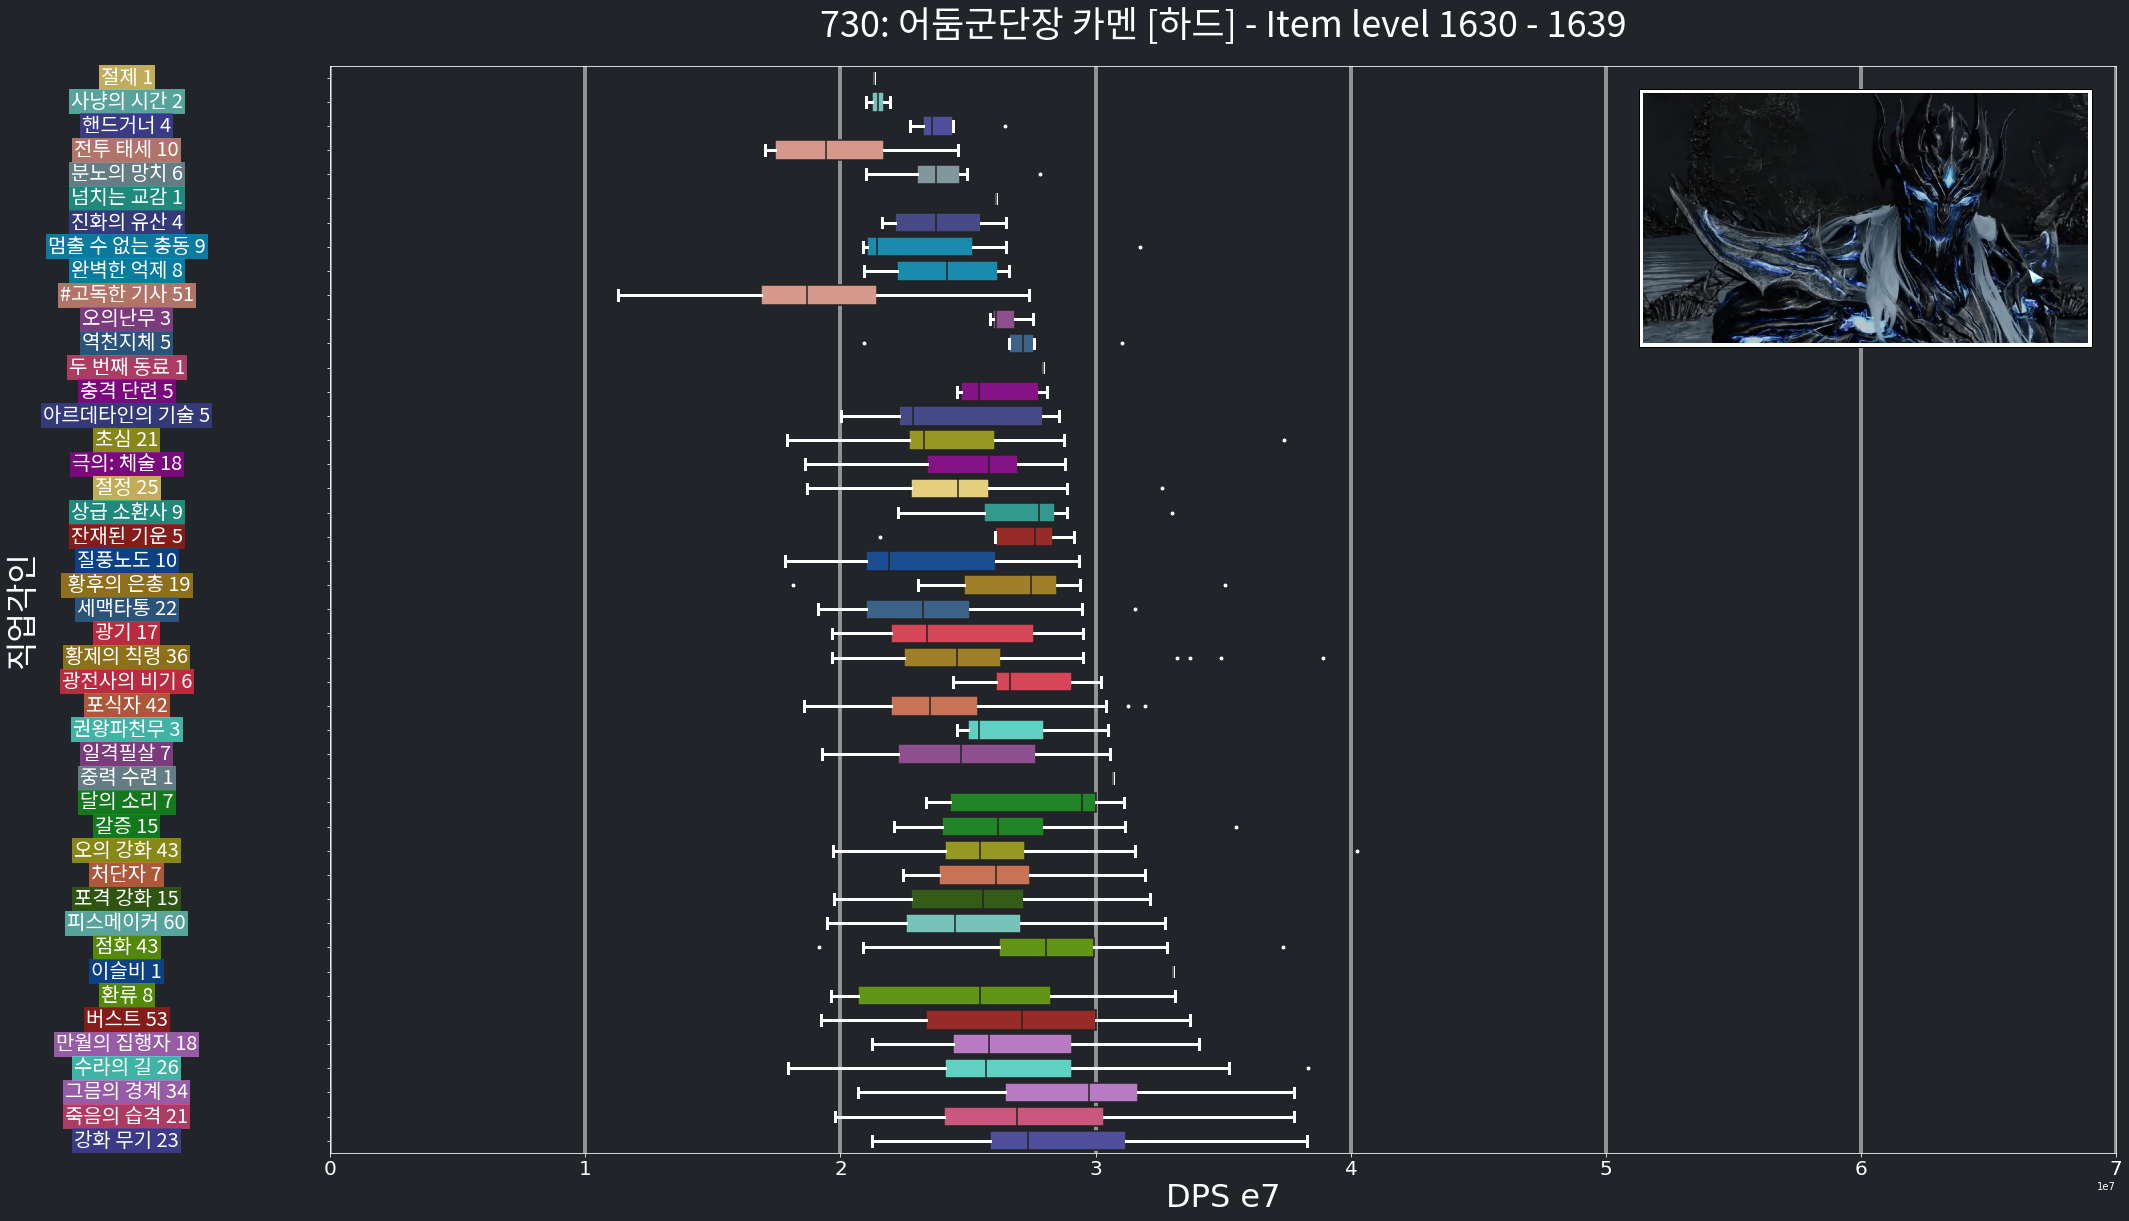 730: 어둠군단장 카멘 [하드] - Item level 1630 - 1639
직업각인
절제 1
사냥의 시간 2
핸드거너 4
전투 태세 10
분노의 망치 6
넘치는 교감 1
진화의 유산 4
멈출 수 없는 충동 9
완벽한 억제 8
#고독한 기사 51
오의난무 3
역천지체 5
두 번째 동료 1
충격 단련 5
아르데타인의 기술 5
초심 21
극의: 체술 18
절정 25
상급 소환사 9
잔재된 기운 5
질풍노도 10
황후의 은총 19
세맥타통 22
광기 17
황제의 칙령 36
광전사의 비기 6
포식자 42
권왕파천무 3
일격필살 7
중력 수련 1
달의 소리 7
갈증 15
오의 강화 43
처단자 7
포격 강화 15
피스메이커 60
점화 43
이슬비 1
환류 8
버스트 53
만월의 집행자 18
수라의 길 26
그믐의 경계 34
죽음의 습격 21
강화 무기 23
0 1 2 3 4 5 6 7
1e7
DPS e7